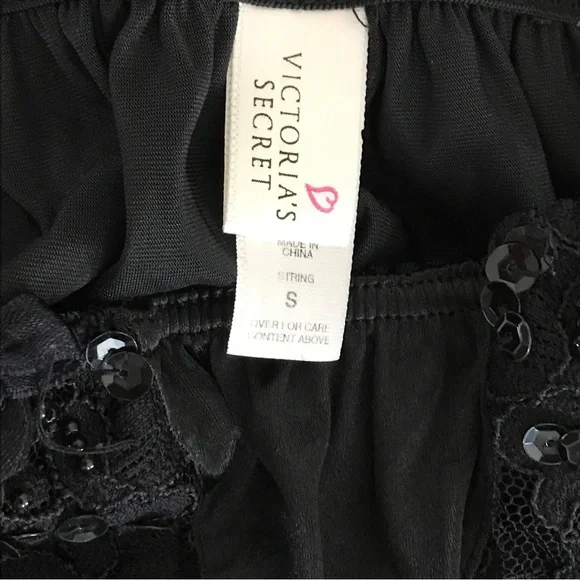 VICTORIA'S
SECRET
MADE IN
CHINA
STRING
S
OVER FOR CARE
CONTENT ABOVE